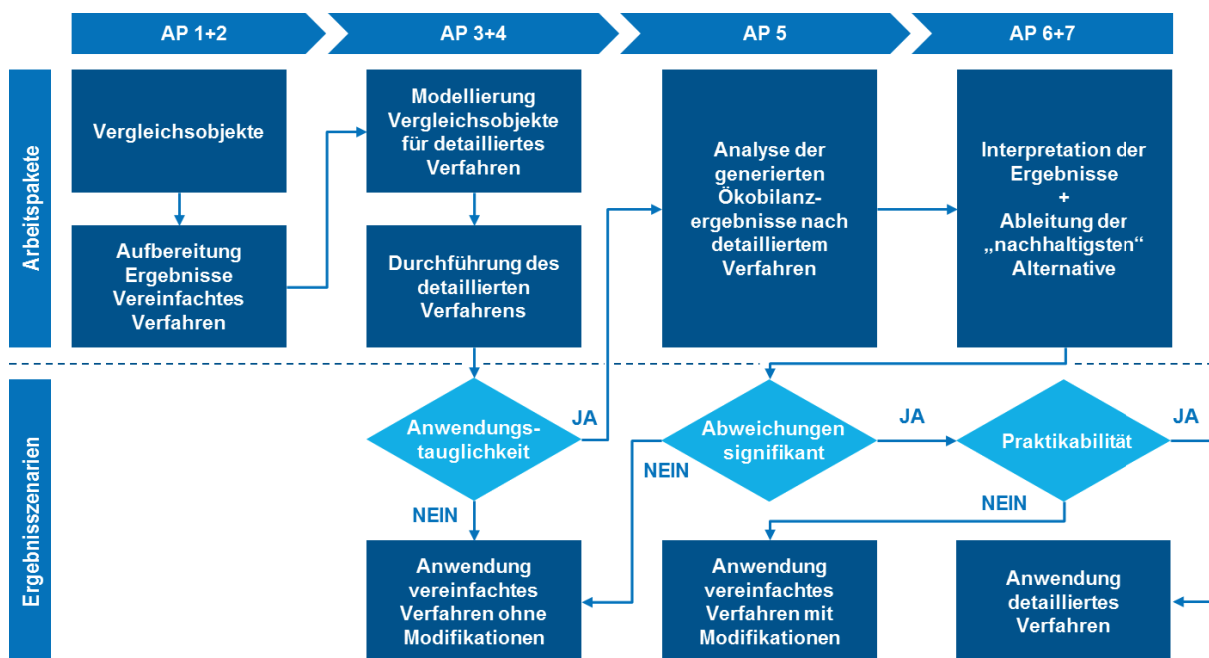 AP 1+2
AP 3+4
AP 5
AP 6+7
Arbeitspakete
Vergleichsobjekte
Aufbereitung
Ergebnisse
Vereinfachtes
Verfahren
Modellierung
Vergleichsobjekte
für detailliertes
Verfahren
Durchführung des
detaillierten
Verfahrens
Analyse der
generierten
Ökobilanz-
ergebnisse nach
detailliertem
Verfahren
Interpretation der
Ergebnisse
+
Ableitung der
„nachhaltigsten“
Alternative
Ergebnisszenarien
Anwendungs-
tauglichkeit
JA
NEIN
Abweichungen
signifikant
JA
NEIN
Praktikabilität
JA
NEIN
Anwendung
vereinfachtes
Verfahren ohne
Modifikationen
Anwendung
vereinfachtes
Verfahren mit
Modifikationen
Anwendung
detailliertes
Verfahren